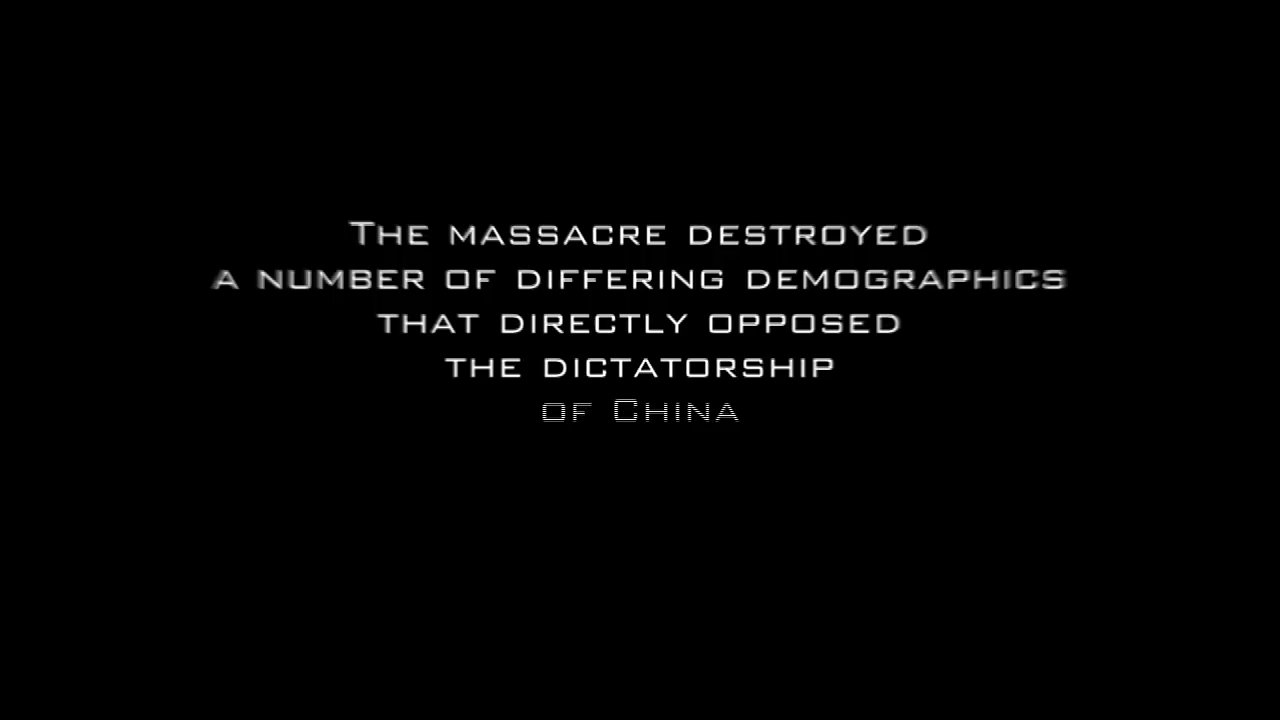 The massacre destroyed
a number of differing demographics
that directly opposed
the dictatorship
of China